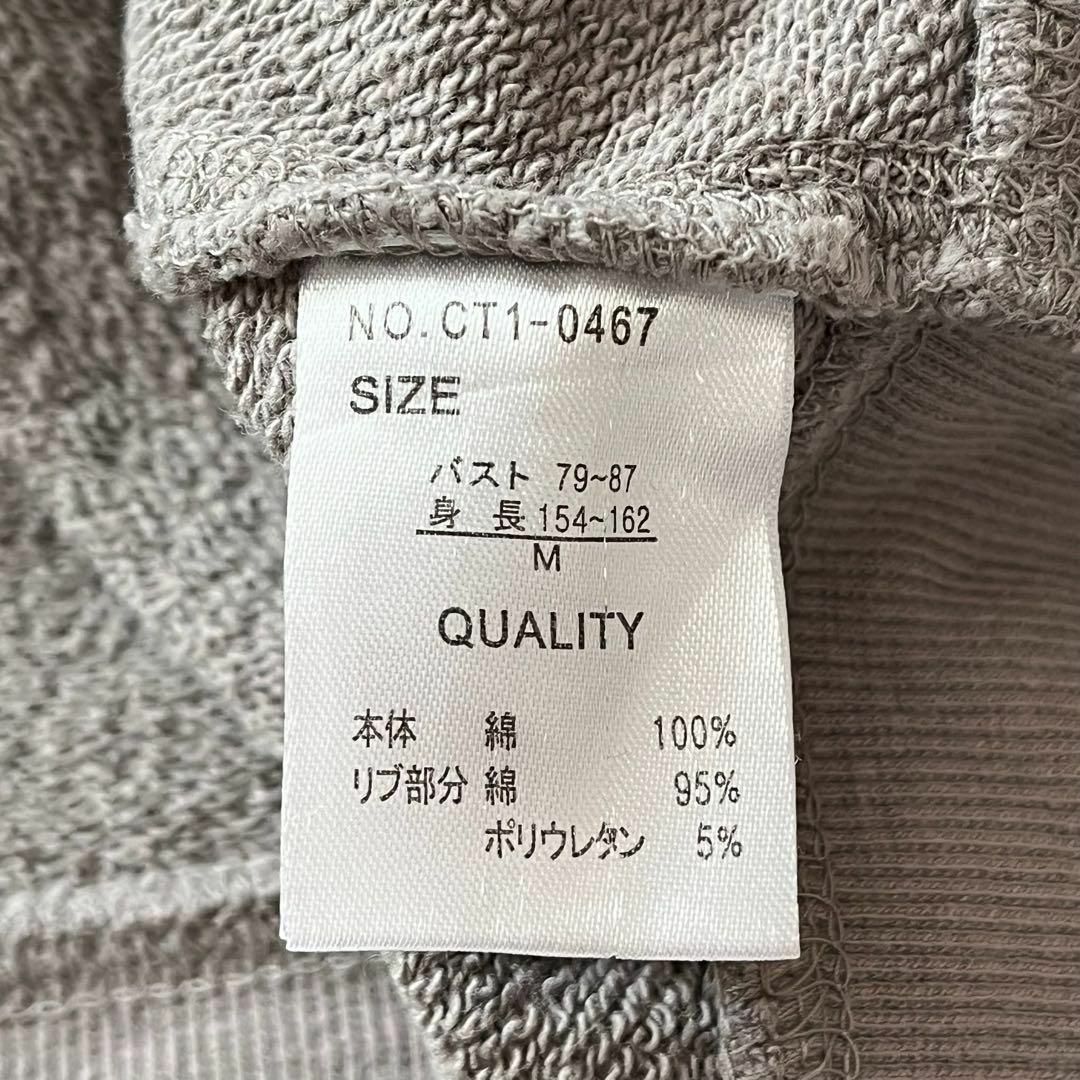 NO.CT1-0467
SIZE
バスト 79~87
身 長 154~162
M
QUALITY
本体 綿 100%
リブ部分 綿 95%
ポリウレタン 5%